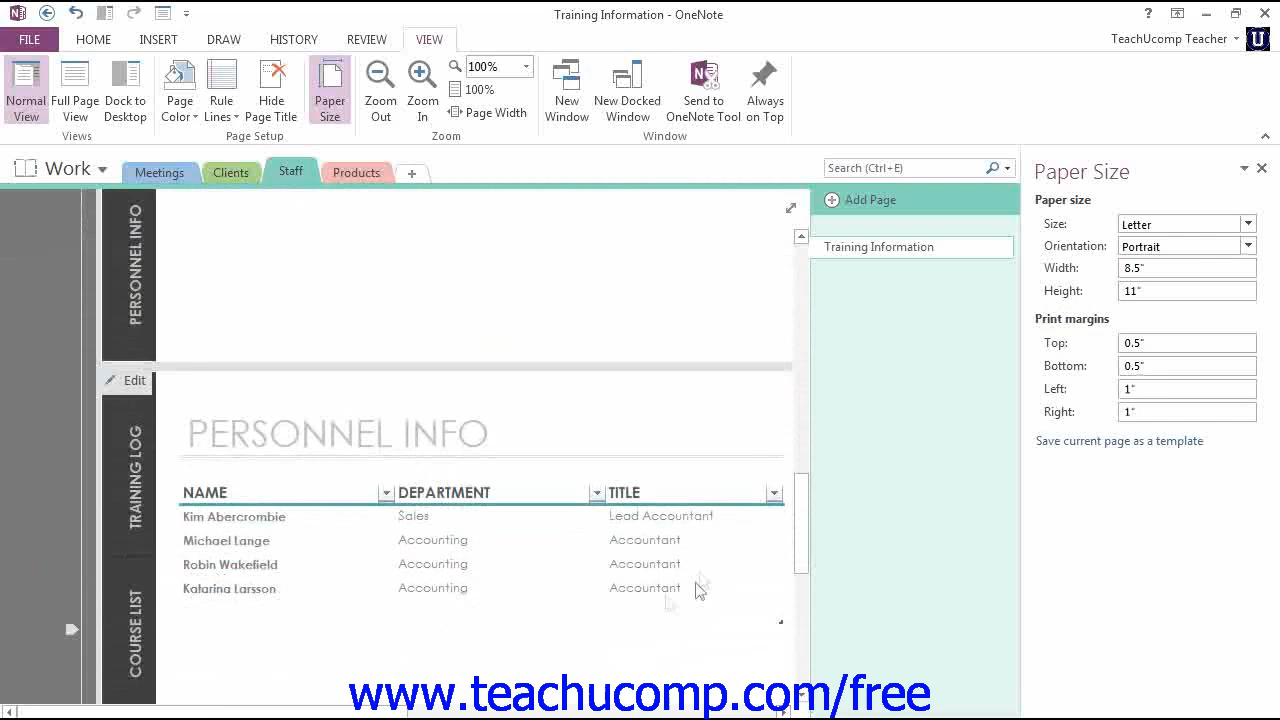 Training Information - OneNote
?
FILE HOME INSERT DRAW HISTORY REVIEW VIEW TeachUcomp Teacher U
Normal View
Full Page View
Dock to Desktop
Page Color
Rule Lines
Hide Page Title
Paper Size
Zoom Out
Zoom In
100%
100%
Page Width
New Window
New Docked Window
Send to OneNote Tool
Always on Top
Views Page Setup Zoom Window
Work Meetings Clients Staff Products + Search (Ctrl+E)
Add Page
Training Information
Paper Size
Paper size
Size: Letter
Orientation: Portrait
Width: 8.5"
Height: 11"
Print margins
Top: 0.5"
Bottom: 0.5"
Left: 1"
Right: 1"
Save current page as a template
PERSONNEL INFO
Edit
TRAINING LOG
COURSE LIST
PERSONNEL INFO
NAME DEPARTMENT TITLE
Kim Abercrombie Sales Lead Accountant
Michael Lange Accounting Accountant
Robin Wakefield Accounting Accountant
Katarina Larsson Accounting Accountant
www.teachucomp.com/free